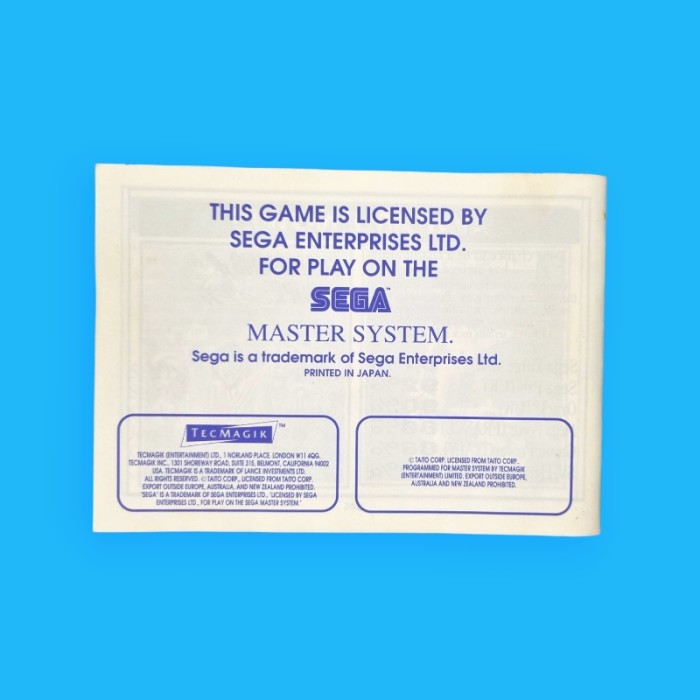 THIS GAME IS LICENSED BY
SEGA ENTERPRISES LTD.
FOR PLAY ON THE
SEGA™
MASTER SYSTEM.
Sega is a trademark of Sega Enterprises Ltd.
PRINTED IN JAPAN.
TECMAGIK™
TECMAGIK (ENTERTAINMENT) LTD., 1 NORLAND PLACE, LONDON W11 4QG.
TECMAGIK INC., 1301 SHOREWAY ROAD, SUITE 315, BELMONT, CALIFORNIA 94002
USA. TECMAGIK IS A TRADEMARK OF LANCE INVESTMENTS LTD.
ALL RIGHTS RESERVED. © TAITO CORP., LICENSED FROM TAITO CORP.
EXPORT OUTSIDE EUROPE, AUSTRALIA, AND NEW ZEALAND PROHIBITED.
"SEGA" IS A TRADEMARK OF SEGA ENTERPRISES LTD., "LICENSED BY SEGA
ENTERPRISES LTD., FOR PLAY ON THE SEGA MASTER SYSTEM."
© TAITO CORP. LICENSED FROM TAITO CORP.
PROGRAMMED FOR MASTER SYSTEM BY TECMAGIK
(ENTERTAINMENT) LIMITED. EXPORT OUTSIDE EUROPE,
AUSTRALIA AND NEW ZEALAND PROHIBITED.